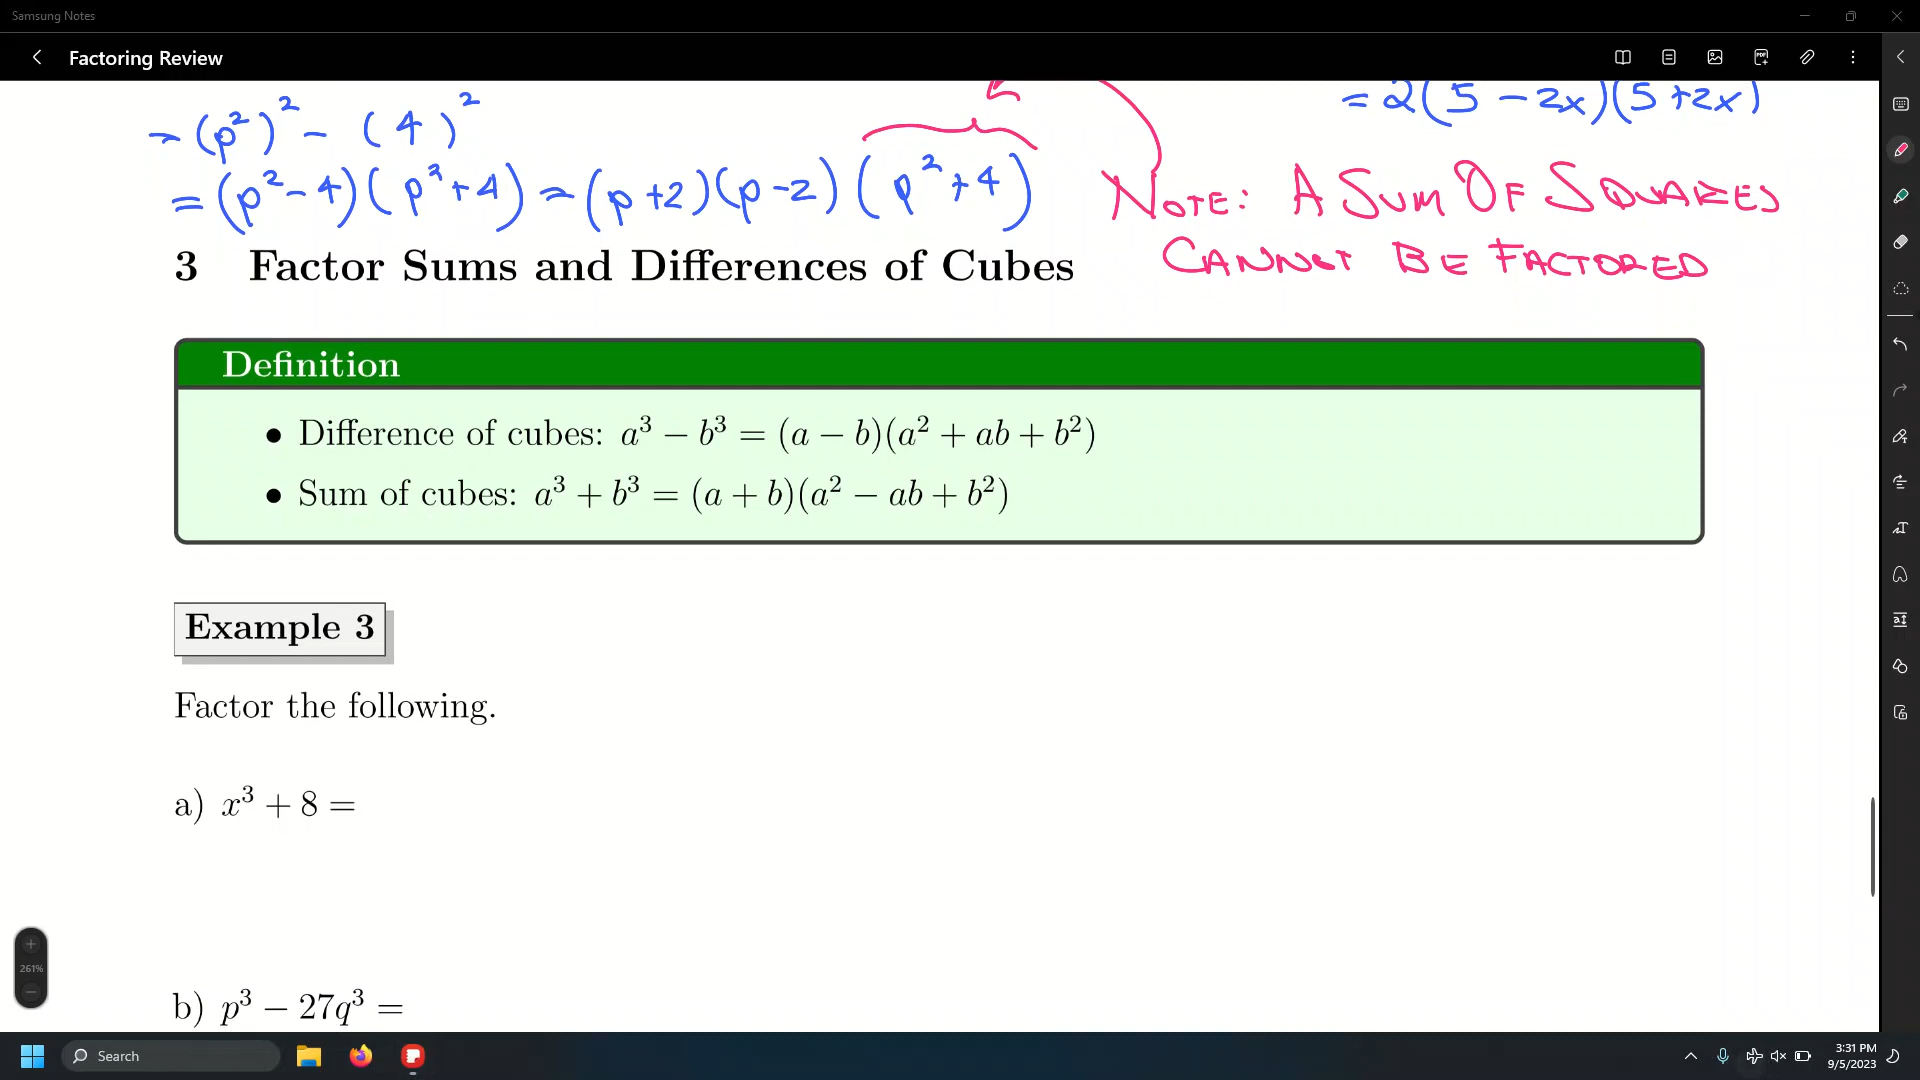 Samsung Notes
Factoring Review
= 2(5 - 2x)(5 + 2x)
= (p²)² - (4)²
= (p² - 4)(p² + 4) = (p + 2)(p - 2)(p² + 4)
NOTE: A SUM OF SQUARES
CANNOT BE FACTORED
3 Factor Sums and Differences of Cubes
Definition
• Difference of cubes: a³ − b³ = (a − b)(a² + ab + b²)
• Sum of cubes: a³ + b³ = (a + b)(a² − ab + b²)
Example 3
Factor the following.
a) x³ + 8 =
b) p³ − 27q³ =
261%
Search
3:31 PM
9/5/2023